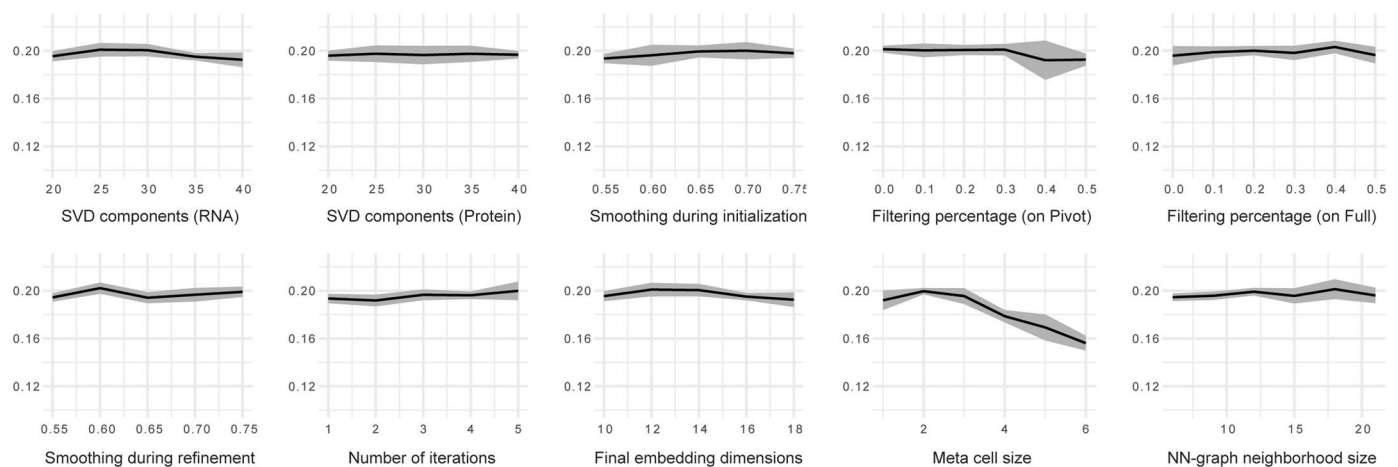 0.20 0.20 0.20 0.20 0.20
0.16 0.16 0.16 0.16 0.16
0.12 0.12 0.12 0.12 0.12
20 25 30 35 40 20 25 30 35 40 0.55 0.60 0.65 0.70 0.75 0.0 0.1 0.2 0.3 0.4 0.5 0.0 0.1 0.2 0.3 0.4 0.5
SVD components (RNA) SVD components (Protein) Smoothing during initialization Filtering percentage (on Pivot) Filtering percentage (on Full)
0.20 0.20 0.20 0.20 0.20
0.16 0.16 0.16 0.16 0.16
0.12 0.12 0.12 0.12 0.12
0.55 0.60 0.65 0.70 0.75 1 2 3 4 5 10 12 14 16 18 2 4 6 10 15 20
Smoothing during refinement Number of iterations Final embedding dimensions Meta cell size NN-graph neighborhood size